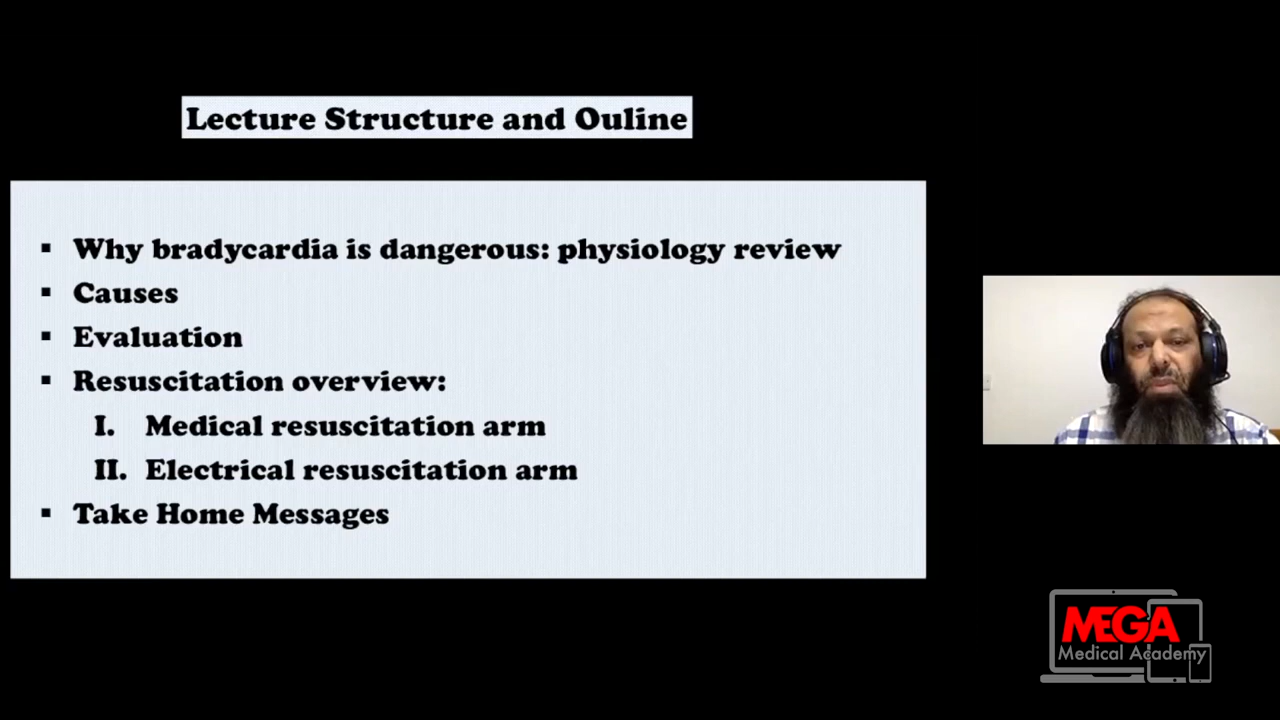 Lecture Structure and Ouline
▪ Why bradycardia is dangerous: physiology review
▪ Causes
▪ Evaluation
▪ Resuscitation overview:
I. Medical resuscitation arm
II. Electrical resuscitation arm
▪ Take Home Messages
MEGA
Medical Academy